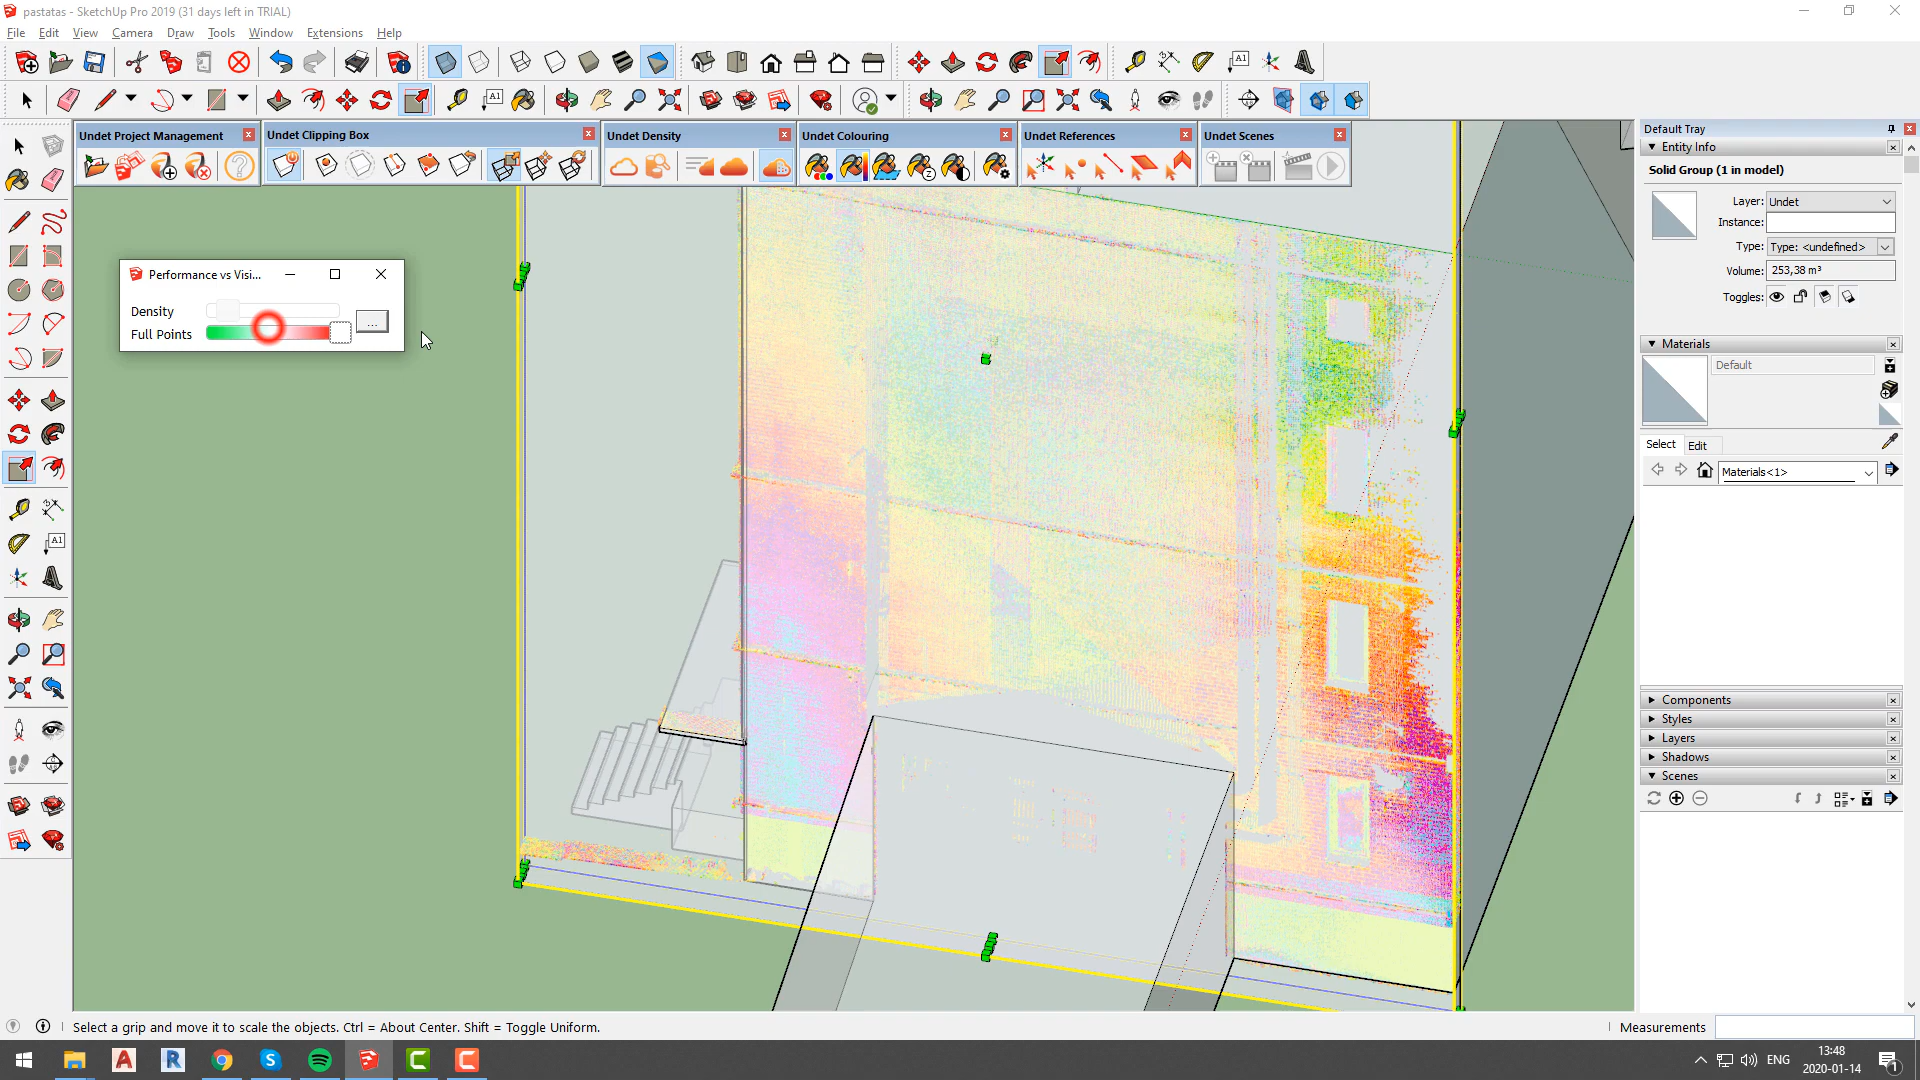 pastatas - SketchUp Pro 2019 (31 days left in TRIAL)
File Edit View Camera Draw Tools Window Extensions Help
Undet Project Management
Undet Clipping Box
Undet Density
Undet Colouring
Undet References
Undet Scenes
Performance vs Visi...
Density
Full Points
...
Default Tray
Entity Info
Solid Group (1 in model)
Layer: Undet
Instance:
Type: Type: <undefined>
Volume: 253,38 m³
Toggles:
Materials
Default
Select Edit
Materials<1>
Components
Styles
Layers
Shadows
Scenes
Select a grip and move it to scale the objects. Ctrl = About Center. Shift = Toggle Uniform.
Measurements
ENG
13:48
2020-01-14